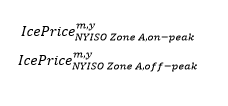 IcePrice^{m,y}_{NYISO Zone A,on−peak}
IcePrice^{m,y}_{NYISO Zone A,off−peak}